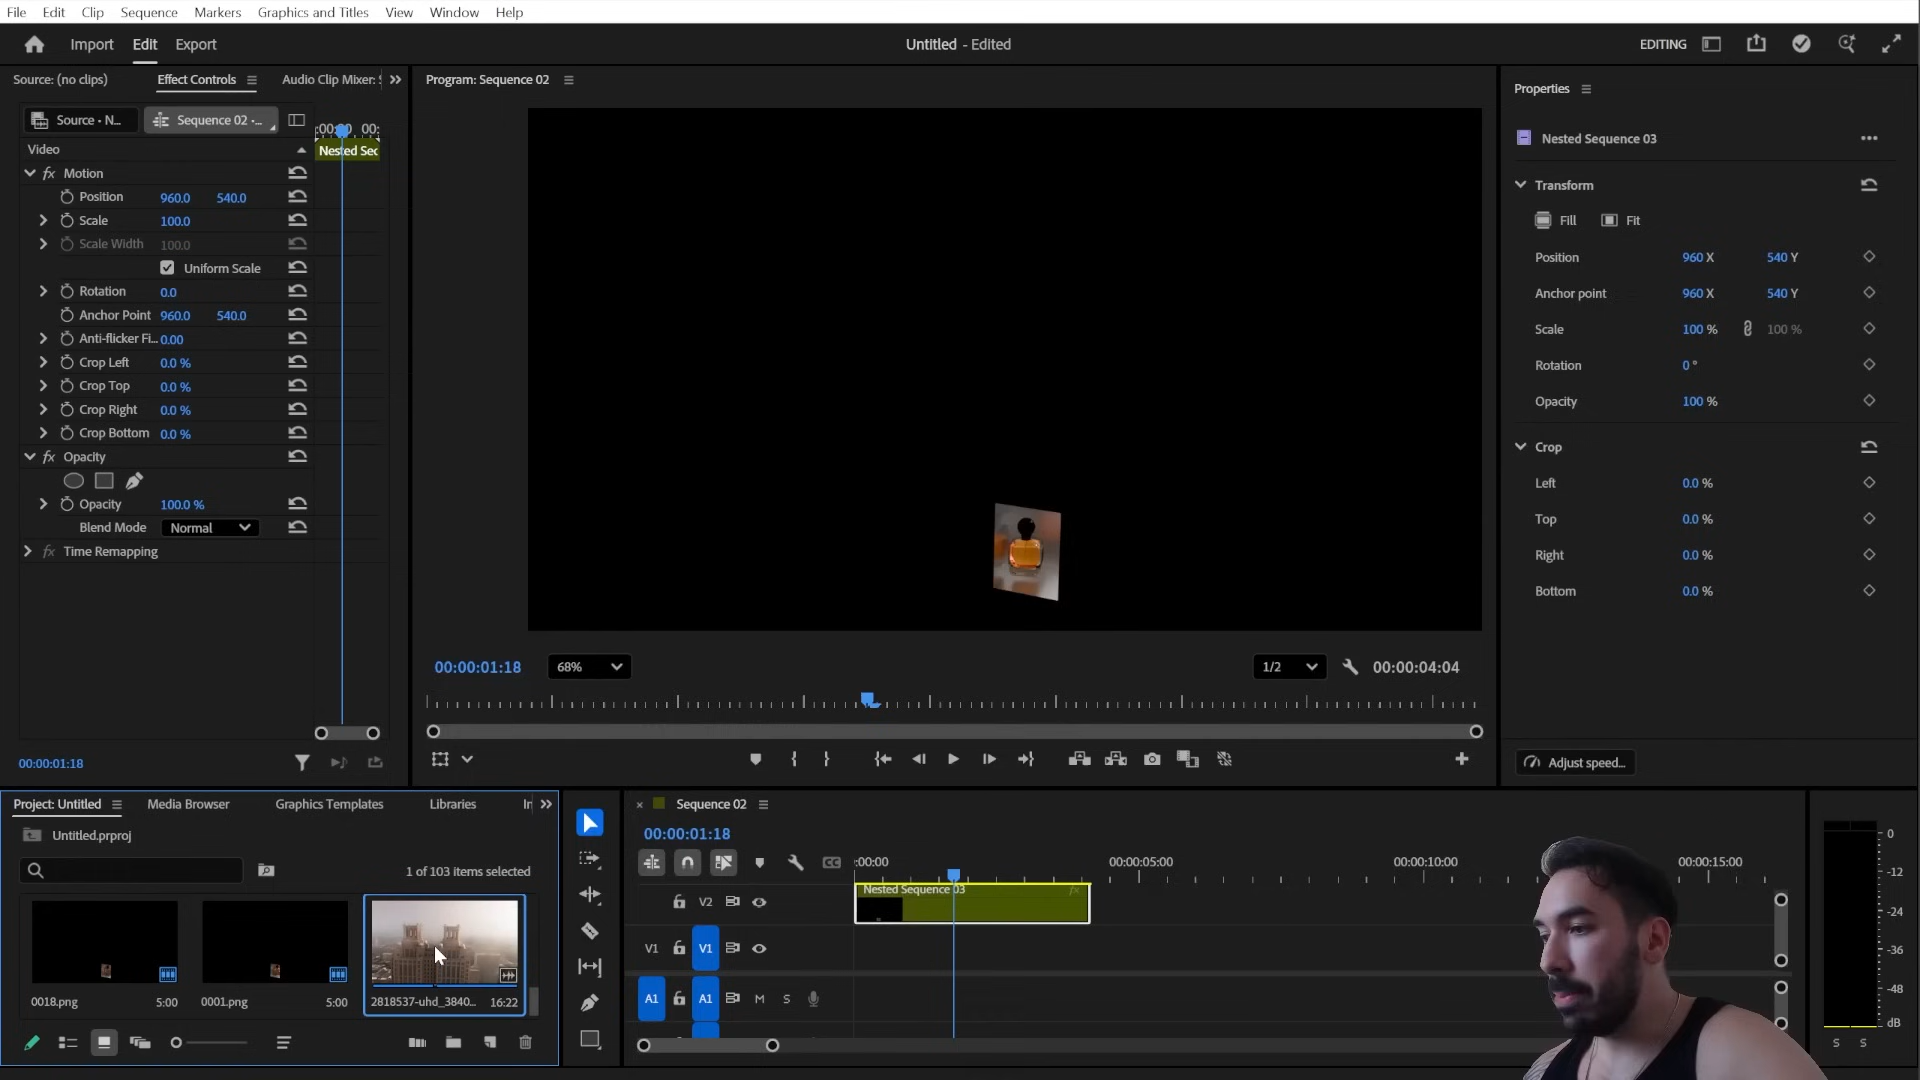 File Edit Clip Sequence Markers Graphics and Titles View Window Help
Import Edit Export
Untitled - Edited
EDITING
Source: (no clips) Effect Controls Audio Clip Mixer: S
Source · N... Sequence 02 -...
:00:00 00:
Video
Nested Sec
Motion
Position 960.0 540.0
Scale 100.0
Scale Width 100.0
Uniform Scale
Rotation 0.0
Anchor Point 960.0 540.0
Anti-flicker Fi... 0.00
Crop Left 0.0 %
Crop Top 0.0 %
Crop Right 0.0 %
Crop Bottom 0.0 %
fx Opacity
Opacity 100.0 %
Blend Mode Normal
fx Time Remapping
00:00:01:18
Program: Sequence 02
00:00:01:18 68% 1/2 00:00:04:04
Properties
Nested Sequence 03
Transform
Fill Fit
Position 960 X 540 Y
Anchor point 960 X 540 Y
Scale 100 % 100 %
Rotation 0 °
Opacity 100 %
Crop
Left 0.0 %
Top 0.0 %
Right 0.0 %
Bottom 0.0 %
Adjust speed...
Project: Untitled Media Browser Graphics Templates Libraries In
Untitled.prproj
1 of 103 items selected
0018.png 5:00
0001.png 5:00
2818537-uhd_3840... 16:22
Sequence 02
00:00:01:18
CC
:00:00 00:00:05:00 00:00:10:00 00:00:15:00
Nested Sequence 03 fx
V2
V1 V1
A1 A1 M S
0
-12
-24
-36
-48
dB
S S